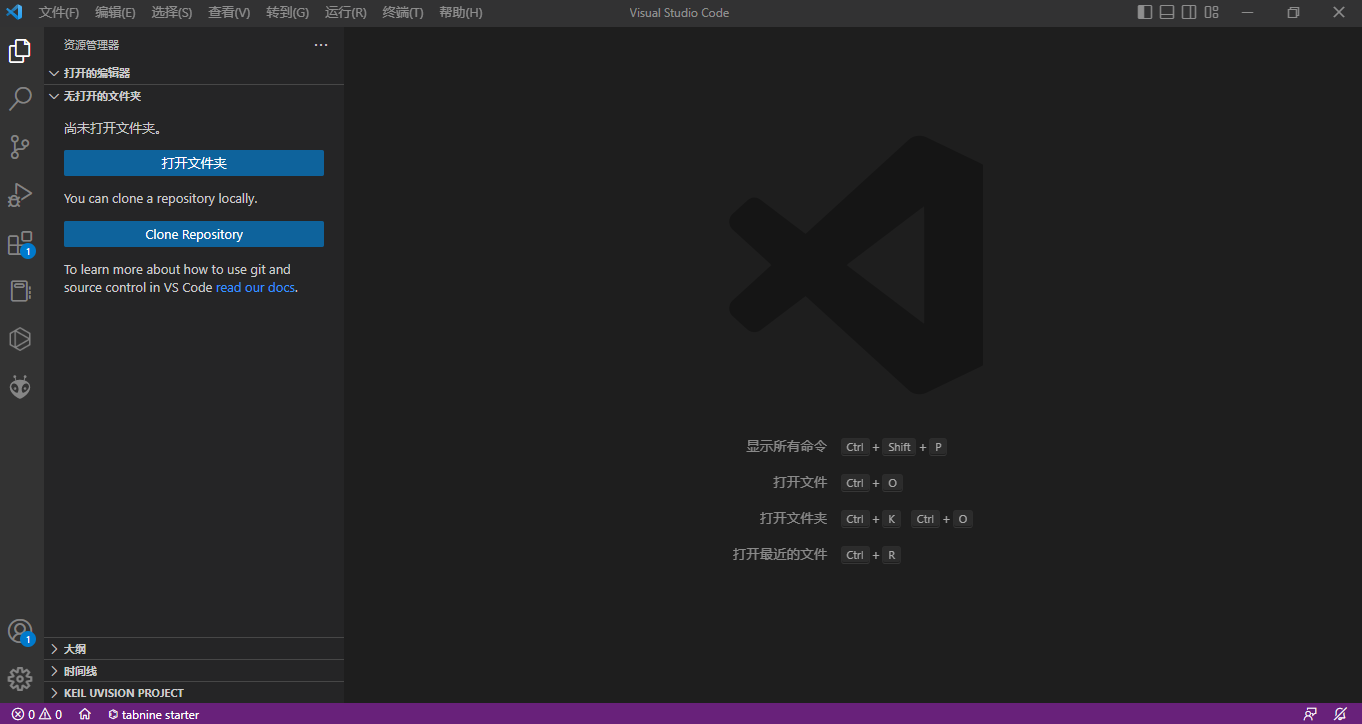 文件(F) 编辑(E) 选择(S) 查看(V) 转到(G) 运行(R) 终端(T) 帮助(H) Visual Studio Code
资源管理器
打开的编辑器
无打开的文件夹
尚未打开文件夹。
打开文件夹
You can clone a repository locally.
Clone Repository
To learn more about how to use git and
source control in VS Code read our docs.
1
显示所有命令 Ctrl + Shift + P
打开文件 Ctrl + O
打开文件夹 Ctrl + K Ctrl + O
打开最近的文件 Ctrl + R
1
大纲
时间线
KEIL UVISION PROJECT
0 0 tabnine starter